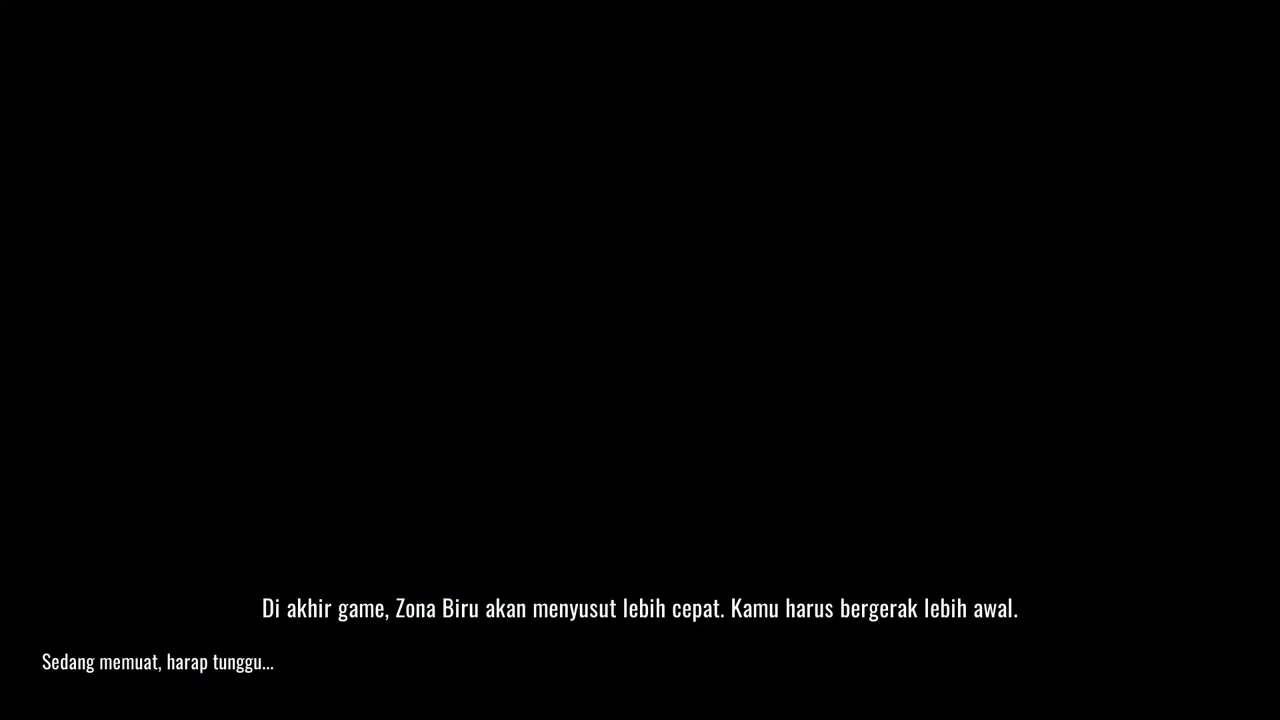 Di akhir game, Zona Biru akan menyusut lebih cepat. Kamu harus bergerak lebih awal.
Sedang memuat, harap tunggu...